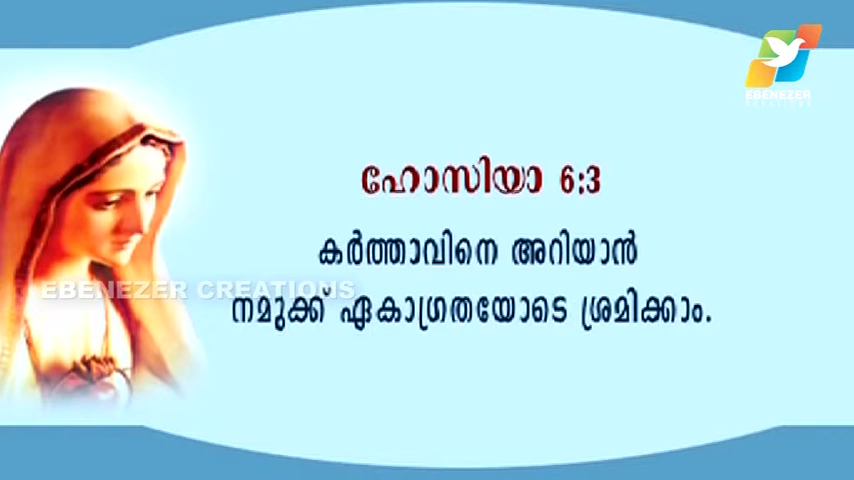 EBENEZER
ഹോസിയാ 6:3
കർത്താവിനെ അറിയാൻ
EBENEZER CREATIONS
നമുക്ക് ഏകാഗ്രതയോടെ ശ്രമിക്കാം.